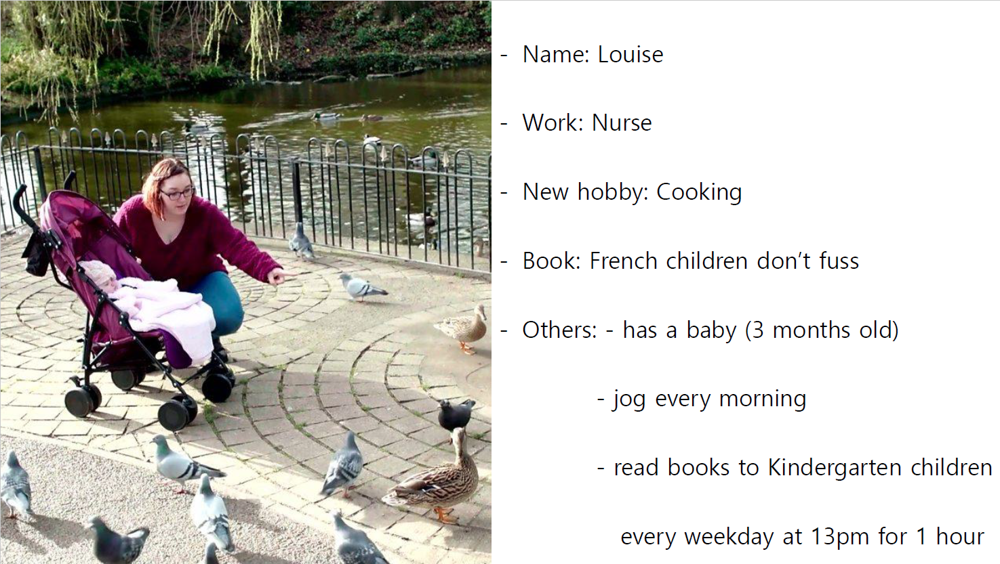 - Name: Louise
- Work: Nurse
- New hobby: Cooking
- Book: French children don’t fuss
- Others: - has a baby (3 months old)
- jog every morning
- read books to Kindergarten children
every weekday at 13pm for 1 hour